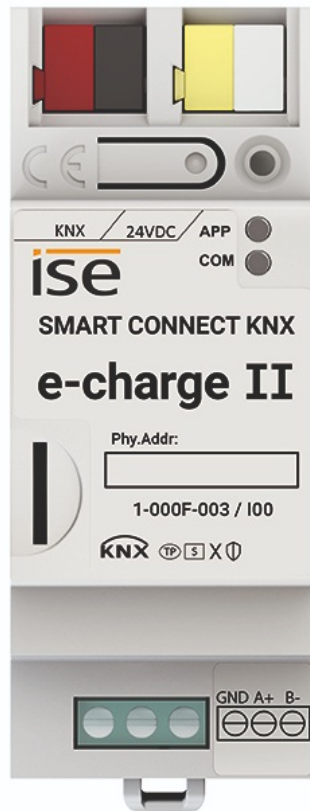 CE
KNX / 24VDC / APP
COM
ise
SMART CONNECT KNX
e-charge II
Phy.Addr:
1-000F-003 / I00
KNX TP S X
GND A+ B-